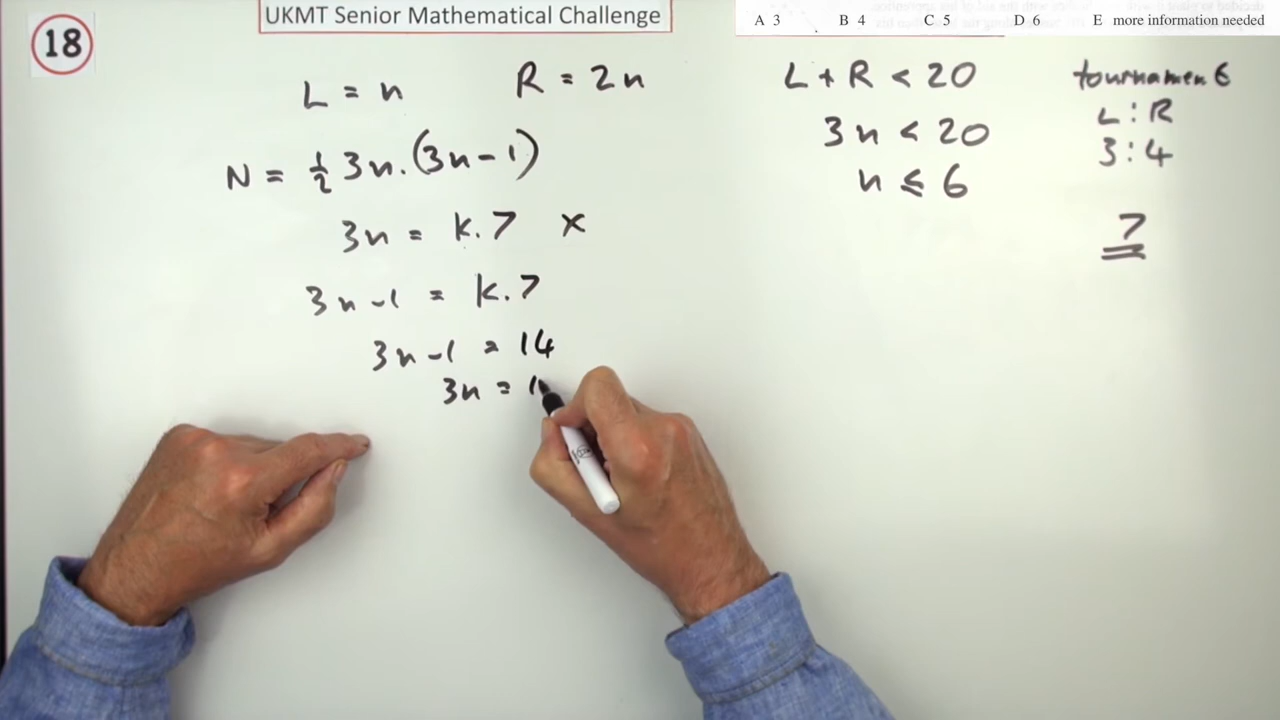 UKMT Senior Mathematical Challenge
18
A 3 B 4 C 5 D 6 E more information needed
L = n R = 2n
N = 1/2 3n.(3n-1)
3n = k.7 x
3n-1 = k.7
3n-1 = 14
3n = 1
L+R < 20
3n < 20
n ≤ 6
L:R
3:4
7